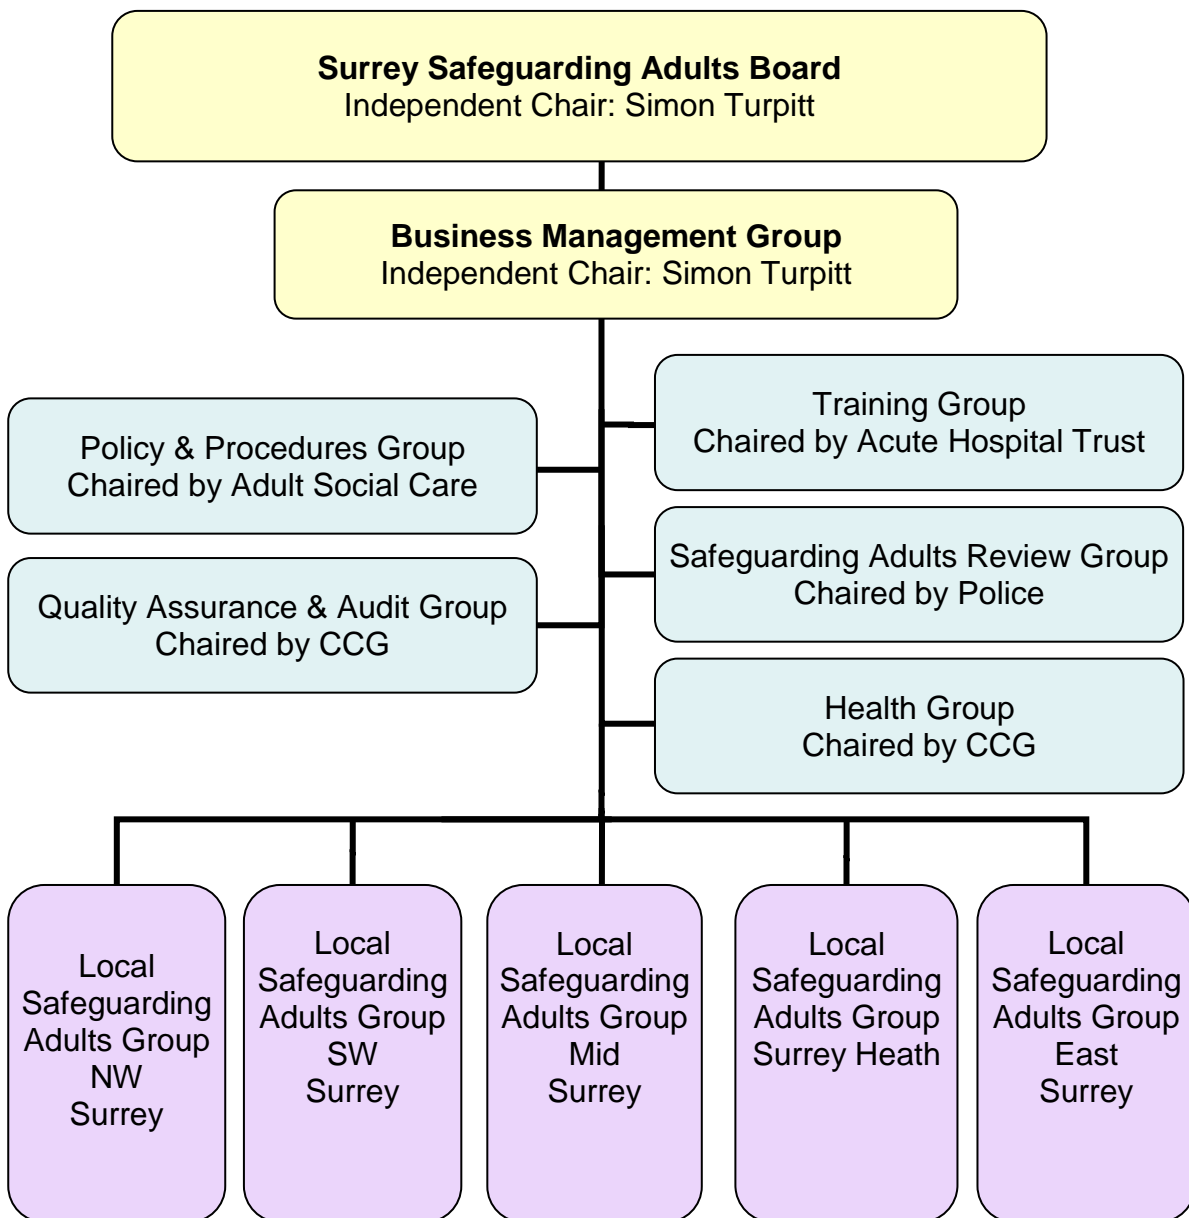 Surrey Safeguarding Adults Board
Independent Chair: Simon Turpitt
Business Management Group
Independent Chair: Simon Turpitt
Policy & Procedures Group
Chaired by Adult Social Care
Training Group
Chaired by Acute Hospital Trust
Quality Assurance & Audit Group
Chaired by CCG
Safeguarding Adults Review Group
Chaired by Police
Health Group
Chaired by CCG
Local
Safeguarding
Adults Group
NW
Surrey
Local
Safeguarding
Adults Group
SW
Surrey
Local
Safeguarding
Adults Group
Mid
Surrey
Local
Safeguarding
Adults Group
Surrey Heath
Local
Safeguarding
Adults Group
East
Surrey